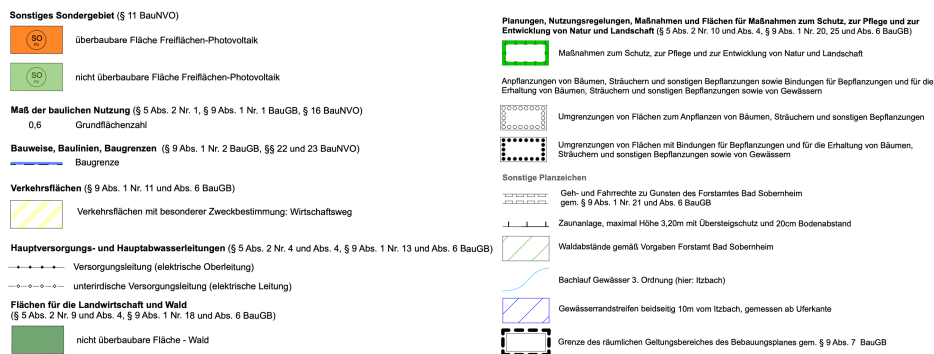 Sonstiges Sondergebiet (§ 11 BauNVO)
SO
PV
überbaubare Fläche Freiflächen-Photovoltaik
SO
PV
nicht überbaubare Fläche Freiflächen-Photovoltaik
Maß der baulichen Nutzung (§ 5 Abs. 2 Nr. 1, § 9 Abs. 1 Nr. 1 BauGB, § 16 BauNVO)
0,6 Grundflächenzahl
Bauweise, Baulinien, Baugrenzen (§ 9 Abs. 1 Nr. 2 BauGB, §§ 22 und 23 BauNVO)
Baugrenze
Verkehrsflächen (§ 9 Abs. 1 Nr. 11 und Abs. 6 BauGB)
Verkehrsflächen mit besonderer Zweckbestimmung: Wirtschaftsweg
Hauptversorgungs- und Hauptabwasserleitungen (§ 5 Abs. 2 Nr. 4 und Abs. 4, § 9 Abs. 1 Nr. 13 und Abs. 6 BauGB)
Versorgungsleitung (elektrische Oberleitung)
unterirdische Versorgungsleitung (elektrische Leitung)
Flächen für die Landwirtschaft und Wald
(§ 5 Abs. 2 Nr. 9 und Abs. 4, § 9 Abs. 1 Nr. 18 und Abs. 6 BauGB)
nicht überbaubare Fläche - Wald
Planungen, Nutzungsregelungen, Maßnahmen und Flächen für Maßnahmen zum Schutz, zur Pflege und zur
Entwicklung von Natur und Landschaft (§ 5 Abs. 2 Nr. 10 und Abs. 4, § 9 Abs. 1 Nr. 20, 25 und Abs. 6 BauGB)
Maßnahmen zum Schutz, zur Pflege und zur Entwicklung von Natur und Landschaft
Anpflanzungen von Bäumen, Sträuchern und sonstigen Bepflanzungen sowie Bindungen für Bepflanzungen und für die
Erhaltung von Bäumen, Sträuchern und sonstigen Bepflanzungen sowie von Gewässern
Umgrenzungen von Flächen zum Anpflanzen von Bäumen, Sträuchern und sonstigen Bepflanzungen
Umgrenzungen von Flächen mit Bindungen für Bepflanzungen und für die Erhaltung von Bäumen,
Sträuchern und sonstigen Bepflanzungen sowie von Gewässern
Sonstige Planzeichen
Geh- und Fahrrechte zu Gunsten des Forstamtes Bad Sobernheim
gem. § 9 Abs. 1 Nr. 21 und Abs. 6 BauGB
Zaunanlage, maximal Höhe 3,20m mit Übersteigschutz und 20cm Bodenabstand
Waldabstände gemäß Vorgaben Forstamt Bad Sobernheim
Bachlauf Gewässer 3. Ordnung (hier: Itzbach)
Gewässerrandstreifen beidseitig 10m vom Itzbach, gemessen ab Uferkante
Grenze des räumlichen Geltungsbereiches des Bebauungsplanes gem. § 9 Abs. 7 BauGB